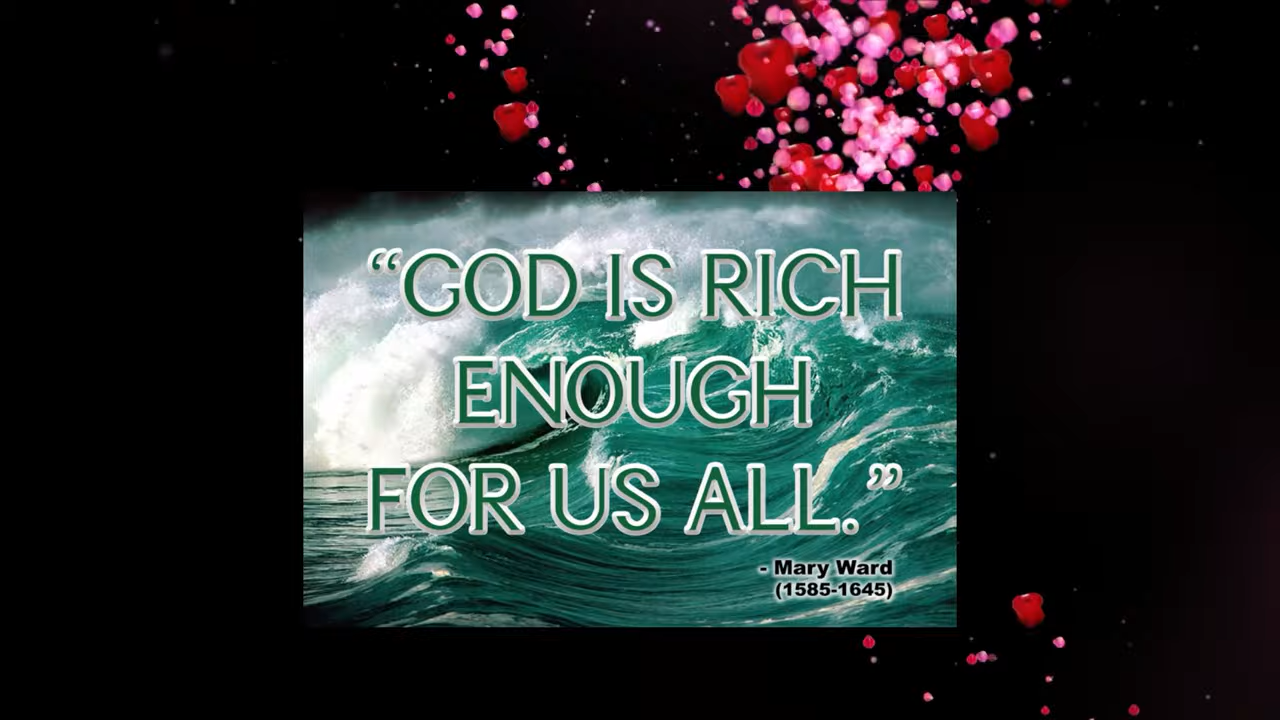 “GOD IS RICH
ENOUGH
FOR US ALL.”
- Mary Ward
(1585-1645)